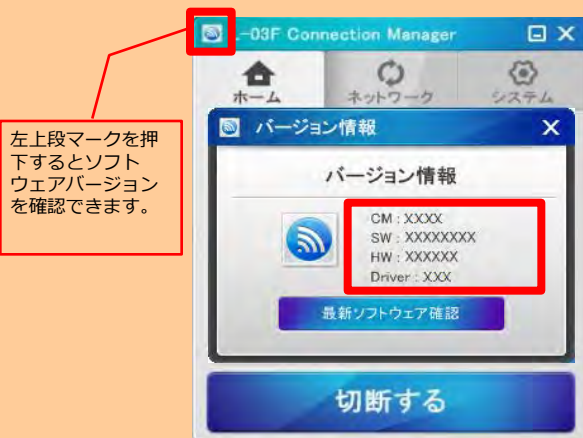 L-03F Connection Manager
ホーム
ネットワーク
システム
左上段マークを押
下するとソフト
ウェアバージョン
を確認できます。
バージョン情報
バージョン情報
CM : XXXX
SW : XXXXXXXX
HW : XXXXXX
Driver : XXX
最新ソフトウェア確認
切断する